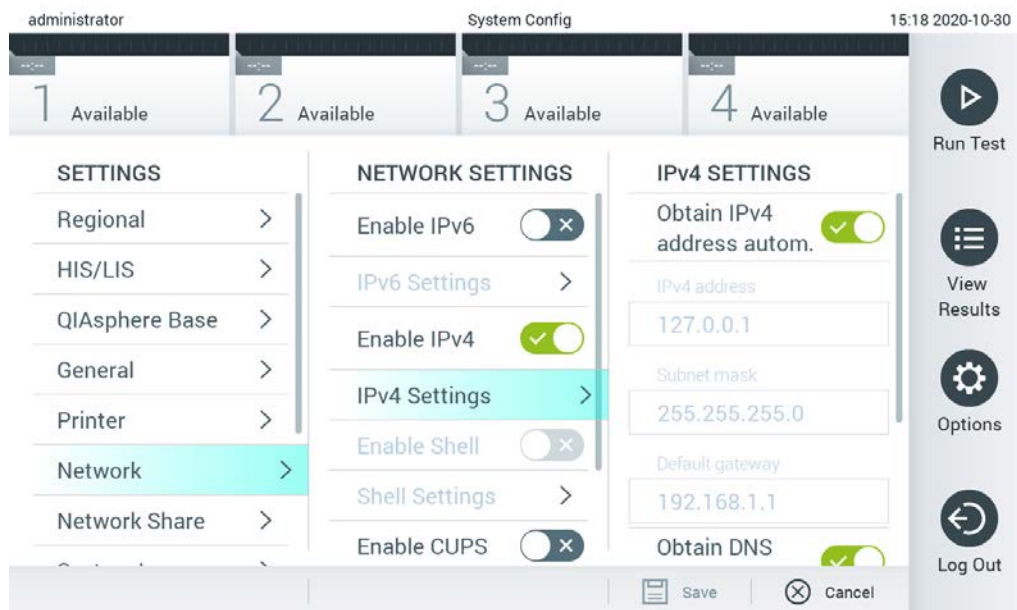 administrator System Config 15:18 2020-10-30
--:-- --:-- --:-- --:--
1 Available 2 Available 3 Available 4 Available
Run Test
SETTINGS
Regional
HIS/LIS
QIAsphere Base
General
Printer
Network
Network Share
NETWORK SETTINGS
Enable IPv6
IPv6 Settings
Enable IPv4
IPv4 Settings
Enable Shell
Shell Settings
Enable CUPS
IPv4 SETTINGS
Obtain IPv4
address autom.
IPv4 address
127.0.0.1
Subnet mask
255.255.255.0
Default gateway
192.168.1.1
Obtain DNS
View
Results
Options
Log Out
Save Cancel